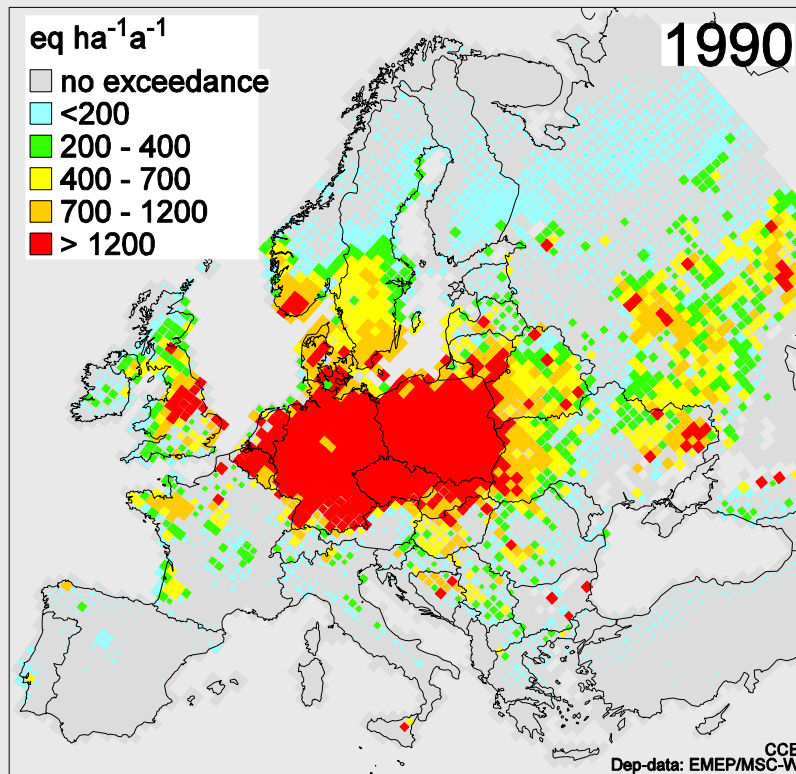 eq ha⁻¹a⁻¹
1990
no exceedance
<200
200 - 400
400 - 700
700 - 1200
> 1200
CCE
Dep-data: EMEP/MSC-W